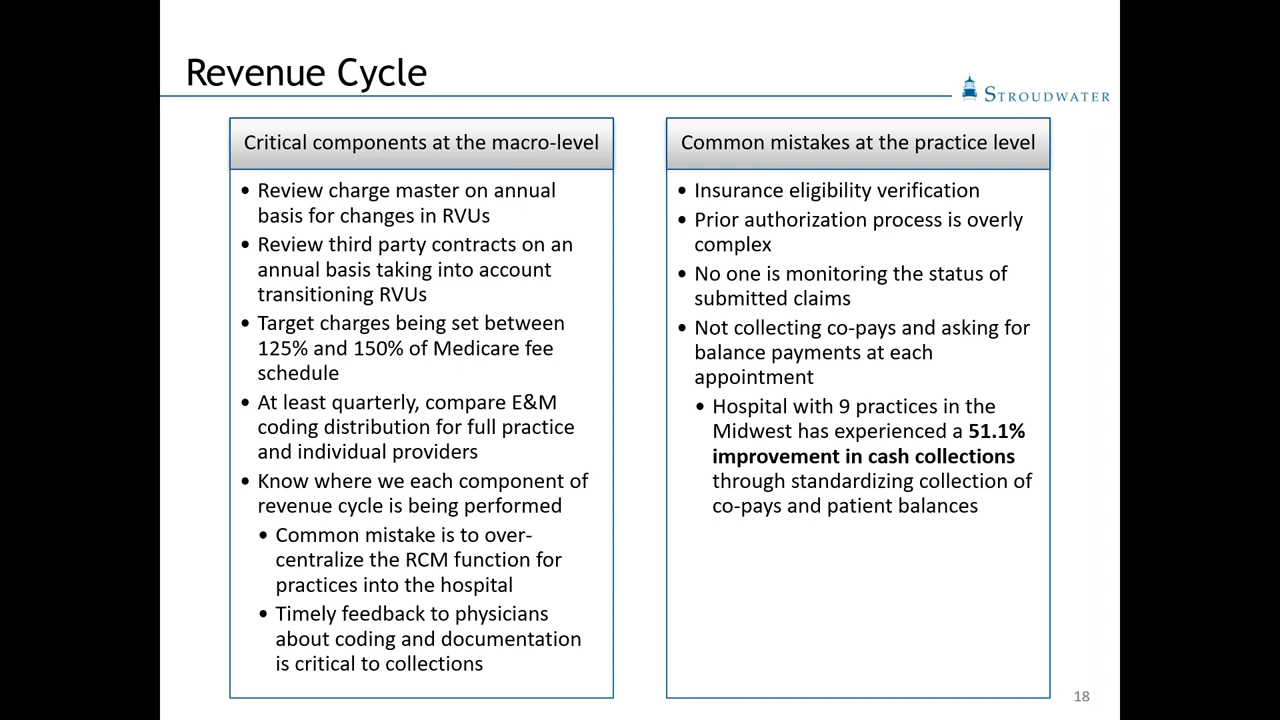 Revenue Cycle
STROUDWATER
Critical components at the macro-level
• Review charge master on annual
basis for changes in RVUs
• Review third party contracts on an
annual basis taking into account
transitioning RVUs
• Target charges being set between
125% and 150% of Medicare fee
schedule
• At least quarterly, compare E&M
coding distribution for full practice
and individual providers
• Know where we each component of
revenue cycle is being performed
• Common mistake is to over-
centralize the RCM function for
practices into the hospital
• Timely feedback to physicians
about coding and documentation
is critical to collections
Common mistakes at the practice level
• Insurance eligibility verification
• Prior authorization process is overly
complex
• No one is monitoring the status of
submitted claims
• Not collecting co-pays and asking for
balance payments at each
appointment
• Hospital with 9 practices in the
Midwest has experienced a 51.1%
improvement in cash collections
through standardizing collection of
co-pays and patient balances
18